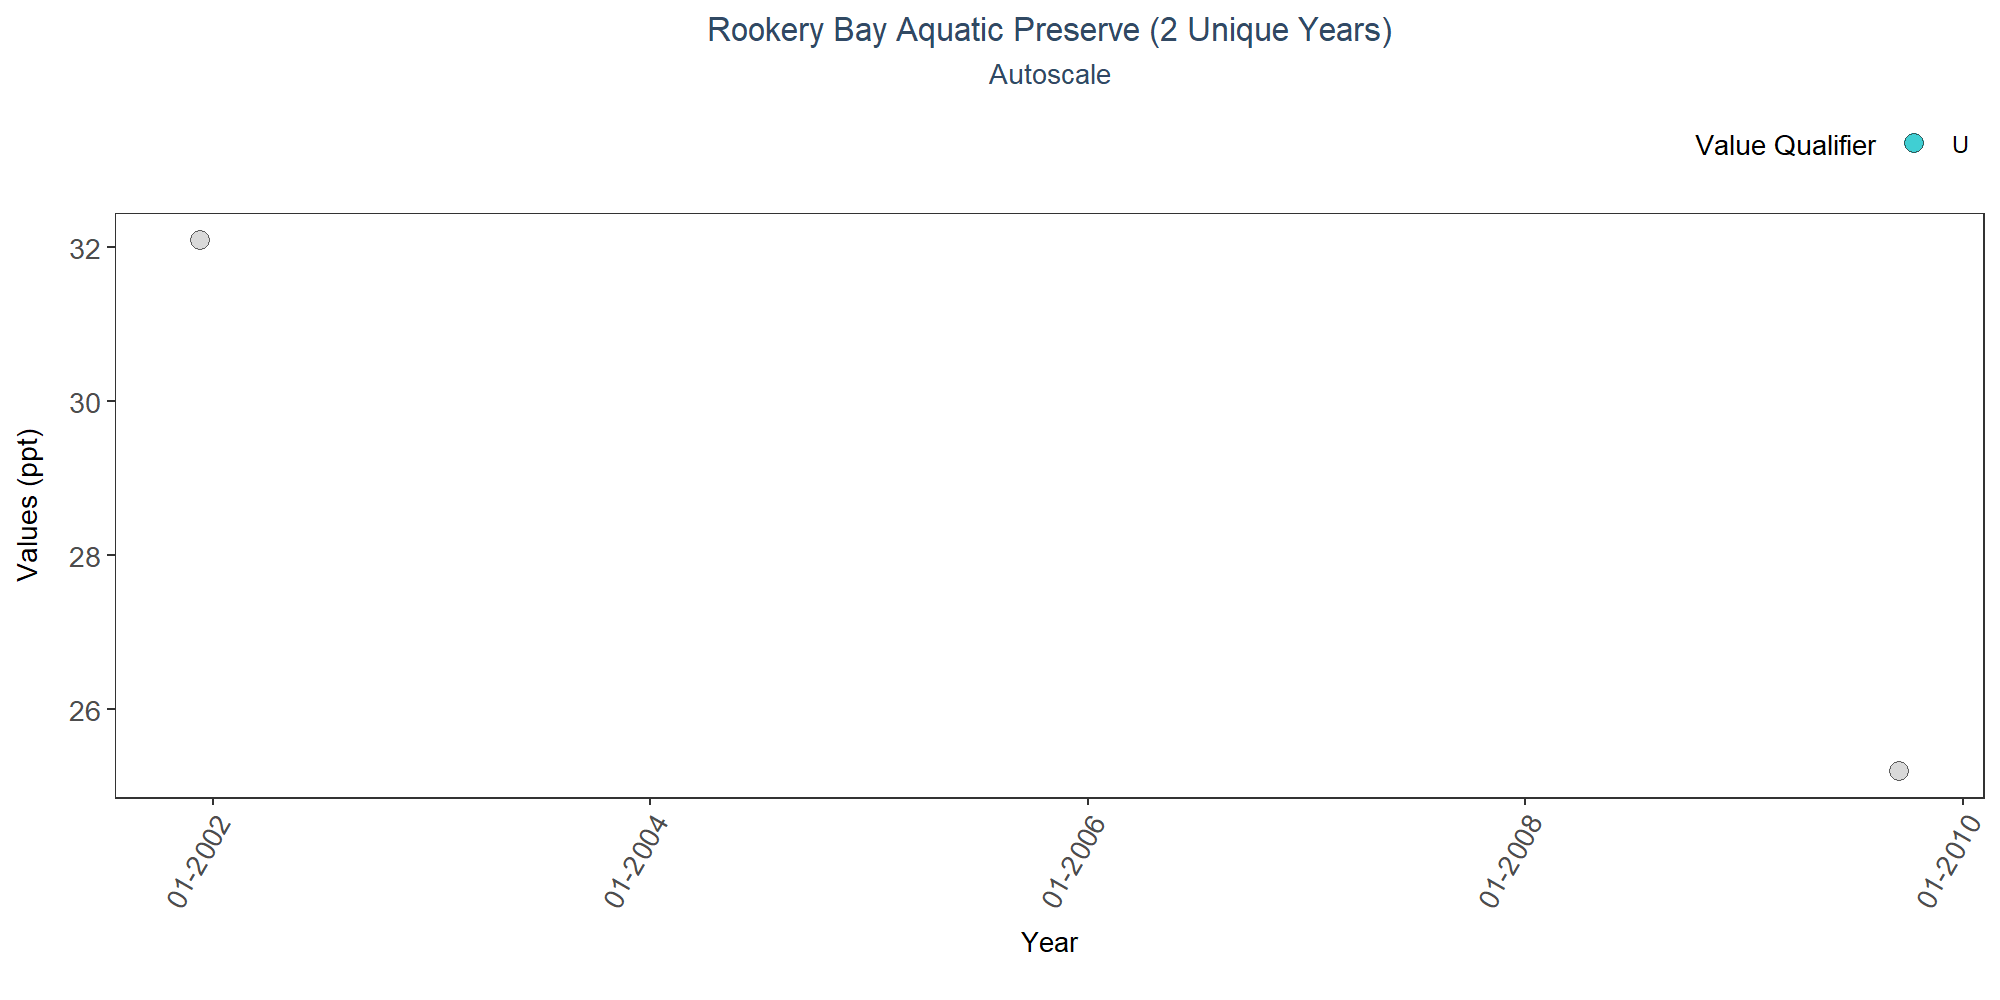 Rookery Bay Aquatic Preserve (2 Unique Years)
Autoscale
Value Qualifier U
32
30
28
26
Values (ppt)
01-2002
01-2004
01-2006
01-2008
01-2010
Year